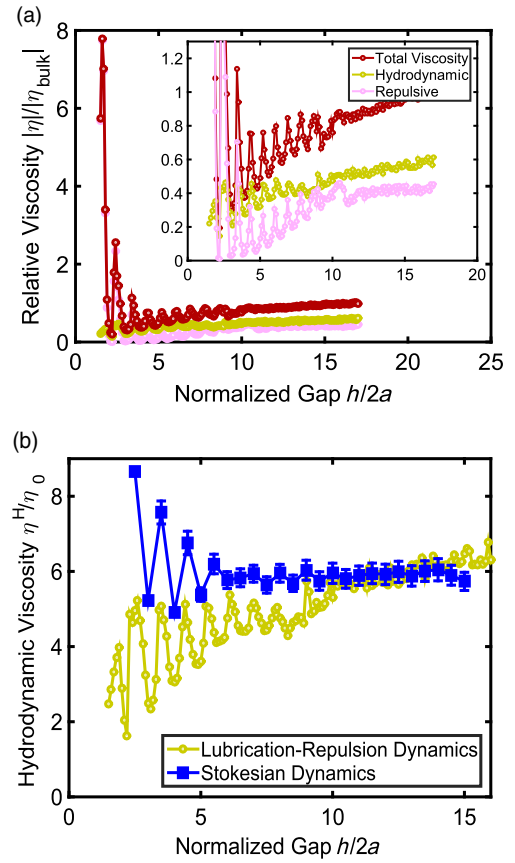 (a)
Relative Viscosity |η|/|η_bulk|
8
6
4
2
0
0 5 10 15 20 25
Normalized Gap h/2a
1.2
1
0.8
0.6
0.4
0.2
0
0 5 10 15 20
Total Viscosity
Hydrodynamic
Repulsive
(b)
Hydrodynamic Viscosity η^H/η_0
8
6
4
2
0
0 5 10 15
Normalized Gap h/2a
Lubrication-Repulsion Dynamics
Stokesian Dynamics